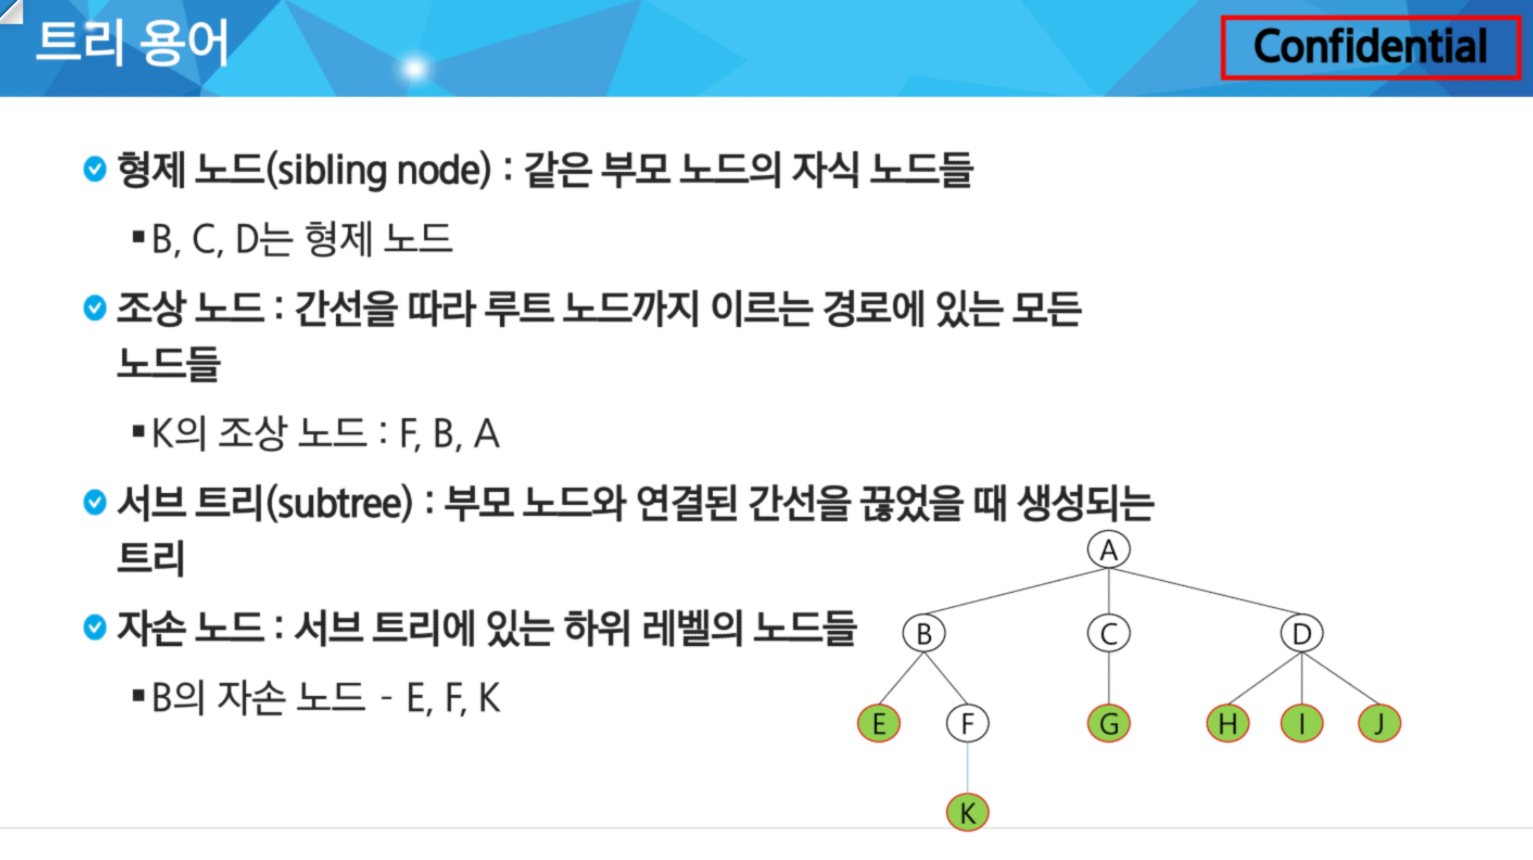 트리 용어
Confidential
형제 노드(sibling node) : 같은 부모 노드의 자식 노드들
▪B, C, D는 형제 노드
조상 노드 : 간선을 따라 루트 노드까지 이르는 경로에 있는 모든
노드들
▪K의 조상 노드 : F, B, A
서브 트리(subtree) : 부모 노드와 연결된 간선을 끊었을 때 생성되는
트리
자손 노드 : 서브 트리에 있는 하위 레벨의 노드들
▪B의 자손 노드 - E, F, K
A
B C D
E F G H I J
K